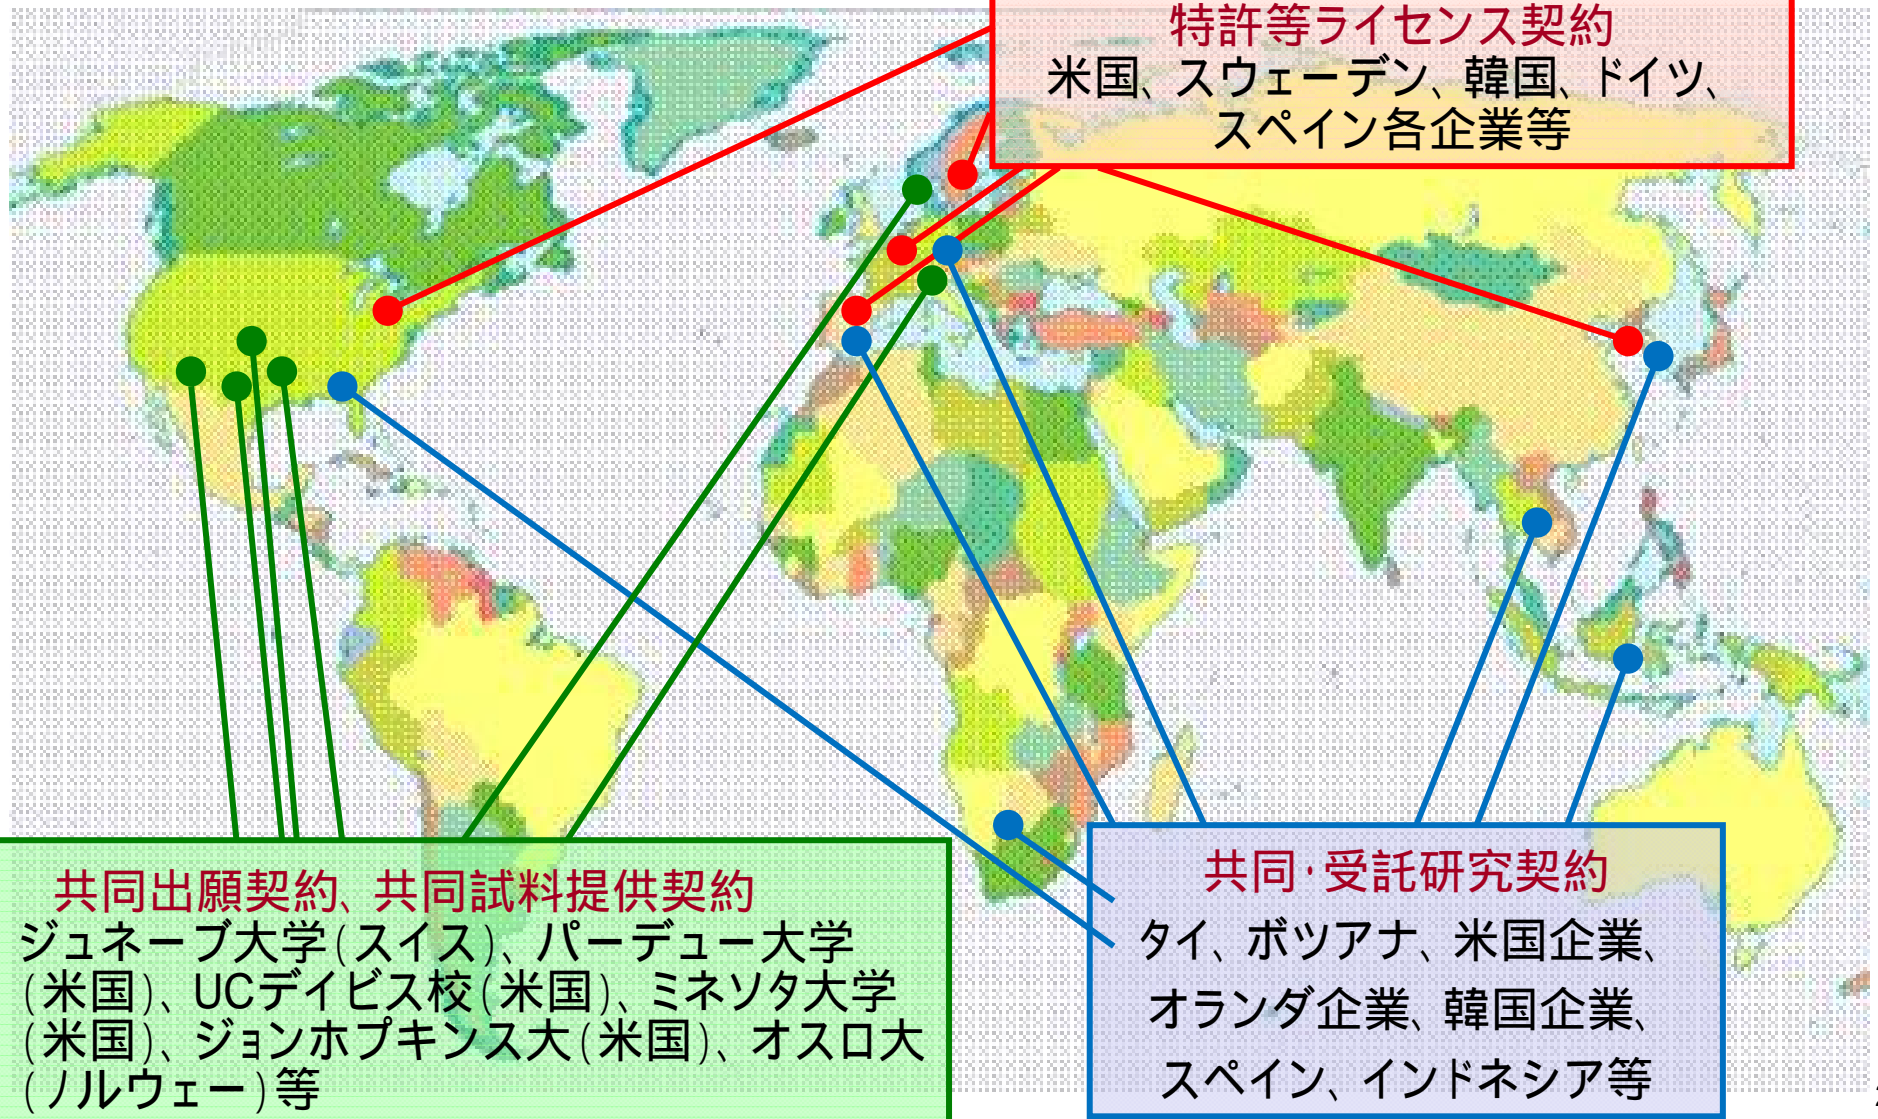 特許等ライセンス契約
米国、スウェーデン、韓国、ドイツ、
スペイン各企業等
共同出願契約、共同試料提供契約
ジュネーブ大学(スイス)、パーデュー大学
(米国)、UCデイビス校(米国)、ミネソタ大学
(米国)、ジョンホプキンス大(米国)、オスロ大
(ノルウェー)等
共同・受託研究契約
タイ、ボツアナ、米国企業、
オランダ企業、韓国企業、
スペイン、インドネシア等